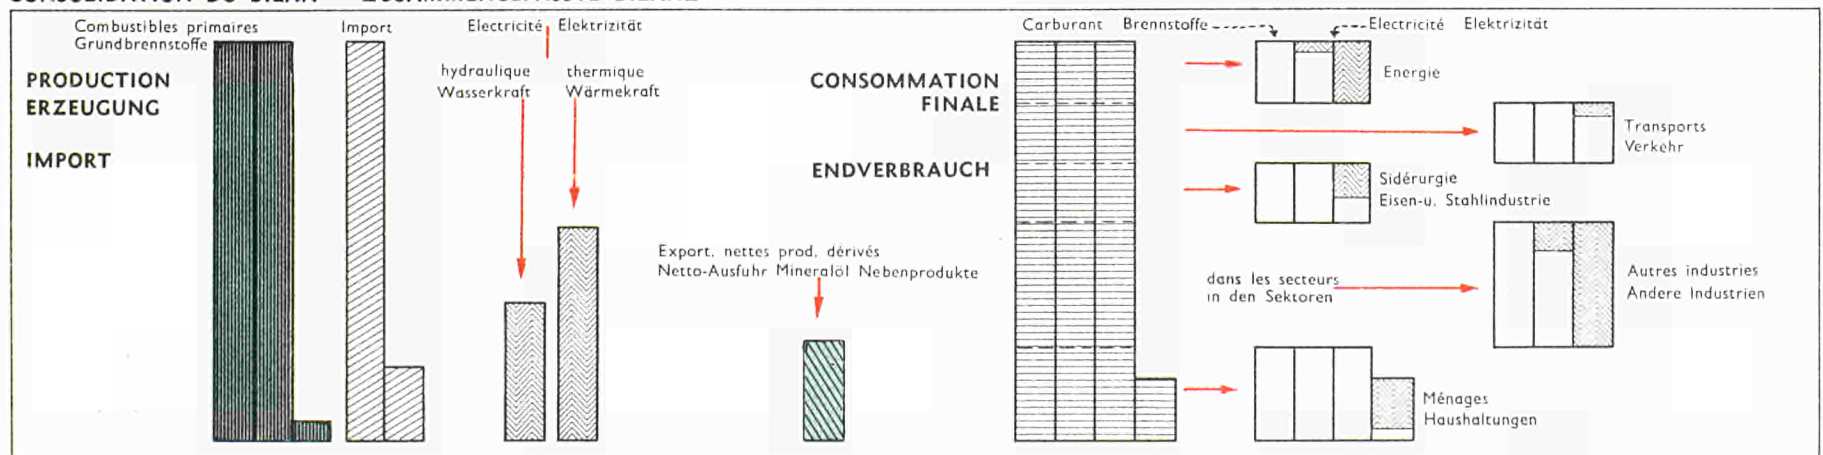 Combustibles primaires
Grundbrennstoffe
Import
Electricité Elektrizität
hydraulique
Wasserkraft
thermique
Wärmekraft
PRODUCTION
ERZEUGUNG
IMPORT
Export. nettes prod. dérivés
Netto-Ausfuhr Mineralöl Nebenprodukte
CONSOMMATION
FINALE
ENDVERBRAUCH
Carburant Brennstoffe
Electricité Elektrizität
Energie
Transports
Verkehr
Sidérurgie
Eisen-u. Stahlindustrie
dans les secteurs
in den Sektoren
Autres industries
Andere Industrien
Ménages
Haushaltungen